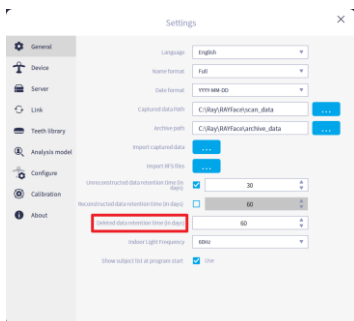 Settings
General
Device
Server
Link
Teeth library
Analysis model
Configure
Calibration
About
Language English
Name format Full
Date format YYYY-MM-DD
Captured data Path C:\Ray\RAYFace\scan_data ...
Archive path C:\Ray\RAYFace\archive_data ...
Import captured data ...
Import RFS files ...
Unreconstructed data retention time (in days) 30
Reconstructed data retention time (in days) 60
Deleted data retention time (in days) 60
Indoor Light Frequency 60Hz
Show subject list at program start Use